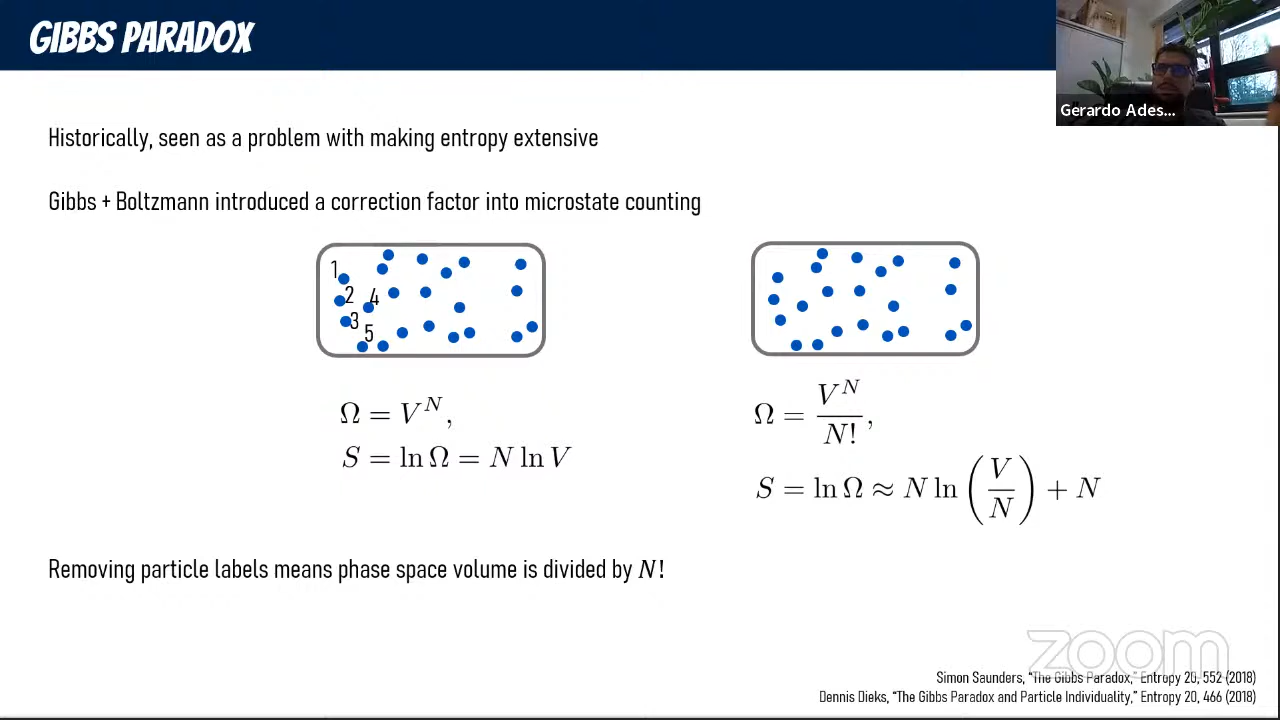 GIBBS PARADOX
Gerardo Ades...
Historically, seen as a problem with making entropy extensive
Gibbs + Boltzmann introduced a correction factor into microstate counting
1
2
4
3
5
Ω = V^N,
S = ln Ω = N ln V
Ω = V^N / N!,
S = ln Ω ≈ N ln (V / N) + N
Removing particle labels means phase space volume is divided by N!
zoom
Simon Saunders, “The Gibbs Paradox,” Entropy 20, 552 (2018)
Dennis Dieks, “The Gibbs Paradox and Particle Individuality,” Entropy 20, 466 (2018)